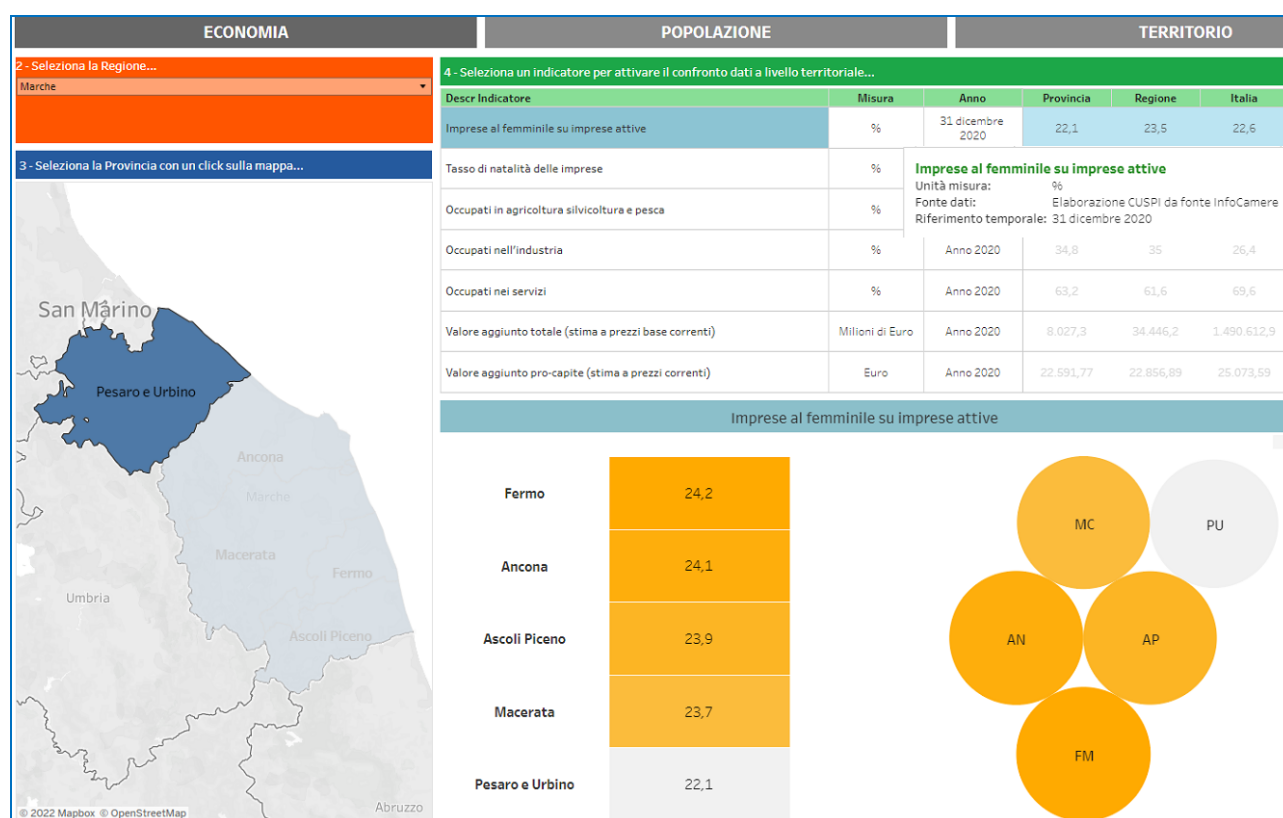 ECONOMIA POPOLAZIONE TERRITORIO
2 - Seleziona la Regione...
Marche
3 - Seleziona la Provincia con un click sulla mappa...
San Marino
Pesaro e Urbino
Ancona
Marche
Macerata
Fermo
Umbria
Ascoli Piceno
Abruzzo
© 2022 Mapbox © OpenStreetMap
4 - Seleziona un indicatore per attivare il confronto dati a livello territoriale...
Descr Indicatore Misura Anno Provincia Regione Italia
Imprese al femminile su imprese attive % 31 dicembre 2020 22,1 23,5 22,6
Tasso di natalità delle imprese %
Occupati in agricoltura silvicoltura e pesca %
Imprese al femminile su imprese attive
Unità misura: %
Fonte dati: Elaborazione CUSPI da fonte InfoCamere
Riferimento temporale: 31 dicembre 2020
Occupati nell'industria % Anno 2020 34,8 35 26,4
Occupati nei servizi % Anno 2020 63,2 61,6 69,6
Valore aggiunto totale (stima a prezzi base correnti) Milioni di Euro Anno 2020 8.027,3 34.446,2 1.490.612,9
Valore aggiunto pro-capite (stima a prezzi correnti) Euro Anno 2020 22.591,77 22.856,89 25.073,59
Imprese al femminile su imprese attive
Fermo 24,2
Ancona 24,1
Ascoli Piceno 23,9
Macerata 23,7
Pesaro e Urbino 22,1
MC PU
AN AP
FM